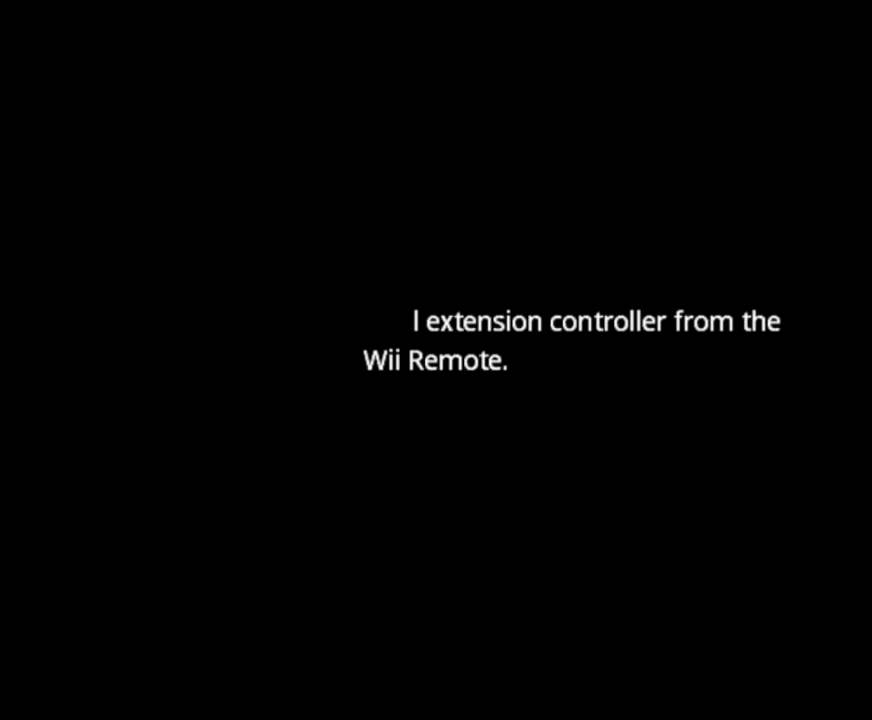 l extension controller from the
Wii Remote.